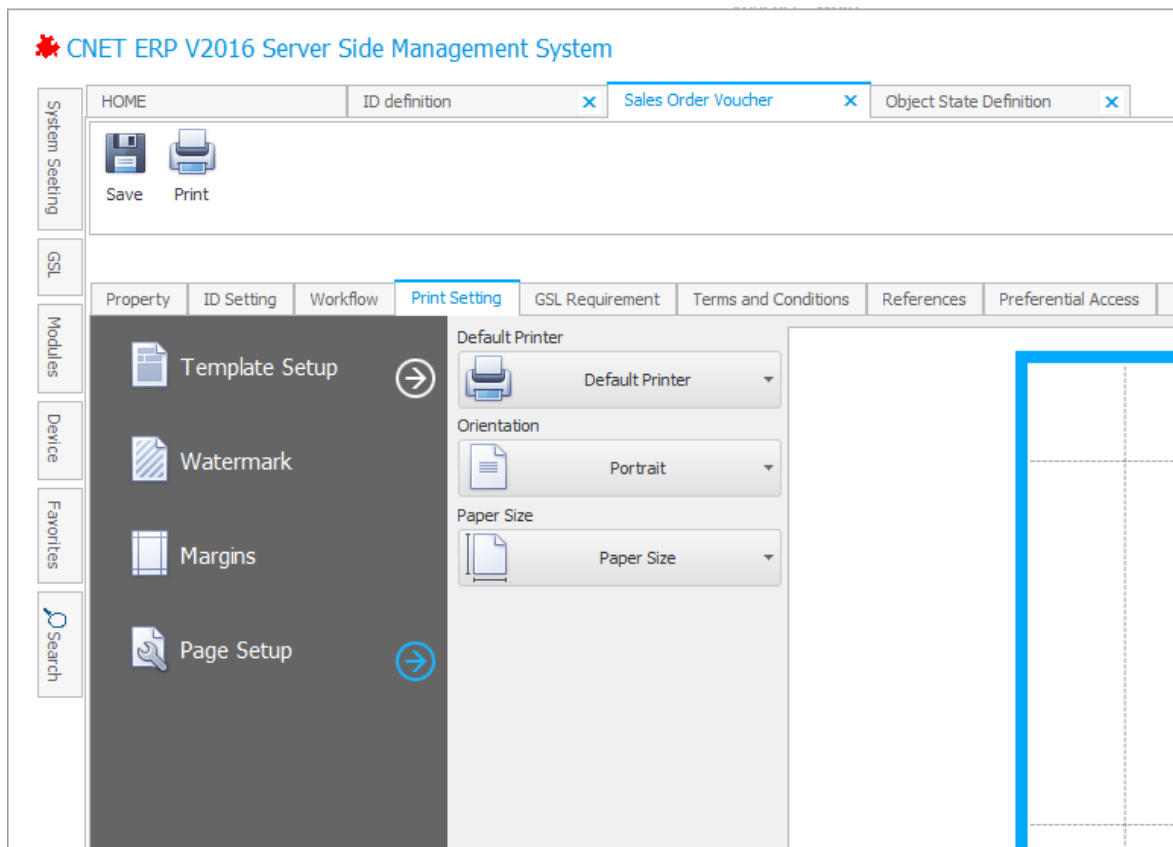 CNET ERP V2016 Server Side Management System
HOME
ID definition
Sales Order Voucher
Object State Definition
System Seeting
GSL
Modules
Device
Favorites
Search
Save
Print
Property
ID Setting
Workflow
Print Setting
GSL Requirement
Terms and Conditions
References
Preferential Access
Template Setup
Watermark
Margins
Page Setup
Default Printer
Default Printer
Orientation
Portrait
Paper Size
Paper Size